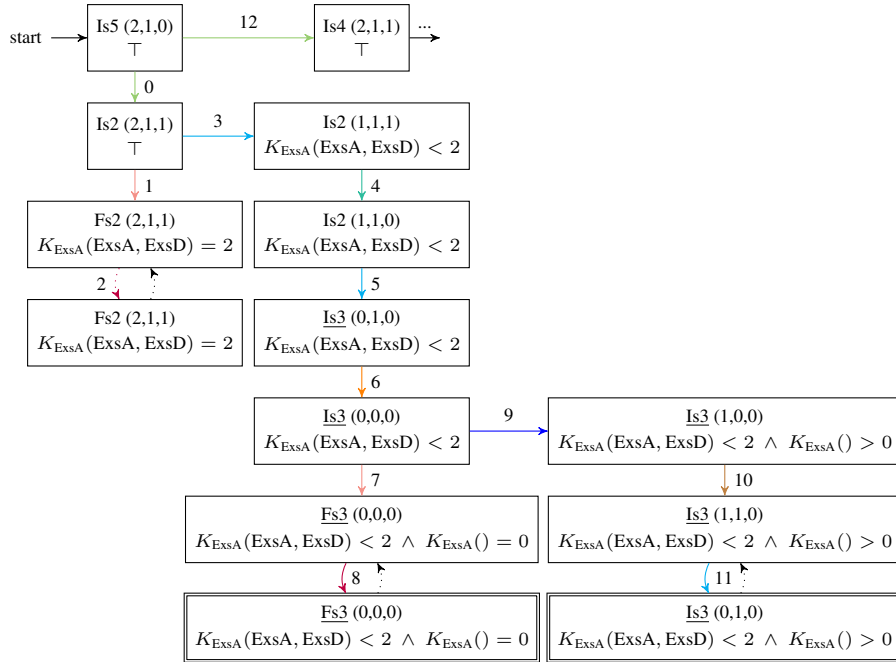 start
Is5 (2,1,0)
⊤
12
Is4 (2,1,1)
⊤
...
0
Is2 (2,1,1)
⊤
3
Is2 (1,1,1)
K_ExsA(ExsA, ExsD) < 2
1
4
Fs2 (2,1,1)
K_ExsA(ExsA, ExsD) = 2
Is2 (1,1,0)
K_ExsA(ExsA, ExsD) < 2
2
5
Fs2 (2,1,1)
K_ExsA(ExsA, ExsD) = 2
Is3 (0,1,0)
K_ExsA(ExsA, ExsD) < 2
6
Is3 (0,0,0)
K_ExsA(ExsA, ExsD) < 2
9
Is3 (1,0,0)
K_ExsA(ExsA, ExsD) < 2 ∧ K_ExsA() > 0
7
10
Fs3 (0,0,0)
K_ExsA(ExsA, ExsD) < 2 ∧ K_ExsA() = 0
Is3 (1,1,0)
K_ExsA(ExsA, ExsD) < 2 ∧ K_ExsA() > 0
8
11
Fs3 (0,0,0)
K_ExsA(ExsA, ExsD) < 2 ∧ K_ExsA() = 0
Is3 (0,1,0)
K_ExsA(ExsA, ExsD) < 2 ∧ K_ExsA() > 0